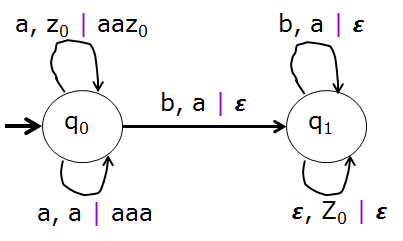 a, z₀ | aaz₀
b, a | ε
b, a | ε
q₀
q₁
a, a | aaa
ε, Z₀ | ε